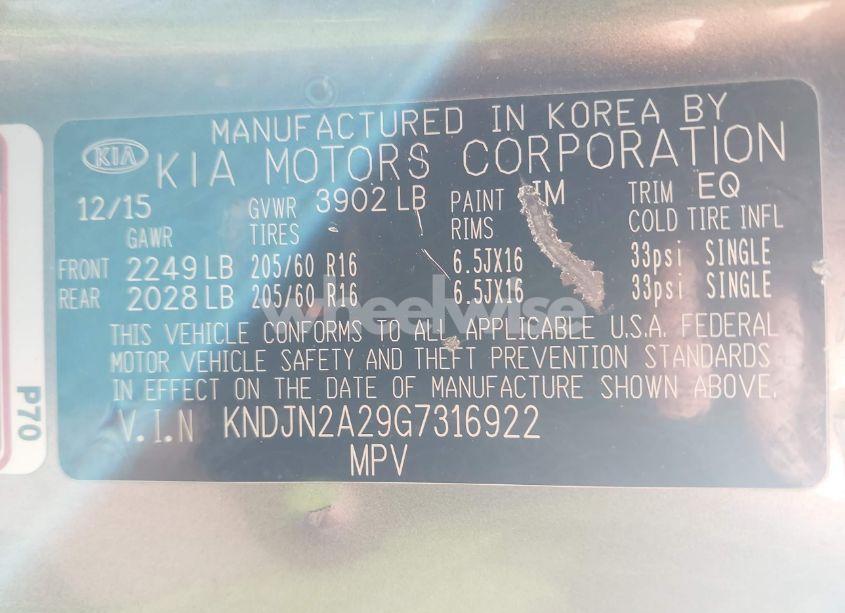 MANUFACTURED IN KOREA BY
KIA KIA MOTORS CORPORATION
12/15 GVWR 3902 LB PAINT IM TRIM EQ
GAWR TIRES RIMS COLD TIRE INFL
FRONT 2249 LB 205/60 R16 6.5JX16 33psi SINGLE
REAR 2028 LB 205/60 R16 6.5JX16 33psi SINGLE
wheelwise
THIS VEHICLE CONFORMS TO ALL APPLICABLE U.S.A. FEDERAL
MOTOR VEHICLE SAFETY AND THEFT PREVENTION STANDARDS
IN EFFECT ON THE DATE OF MANUFACTURE SHOWN ABOVE.
V.I.N KNDJN2A29G7316922
MPV
P70